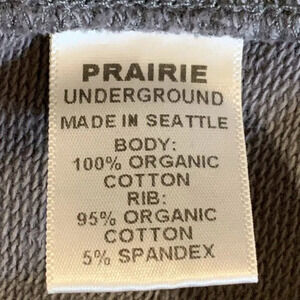 PRAIRIE
UNDERGROUND
MADE IN SEATTLE
BODY:
100% ORGANIC
COTTON
RIB:
95% ORGANIC
COTTON
5% SPANDEX